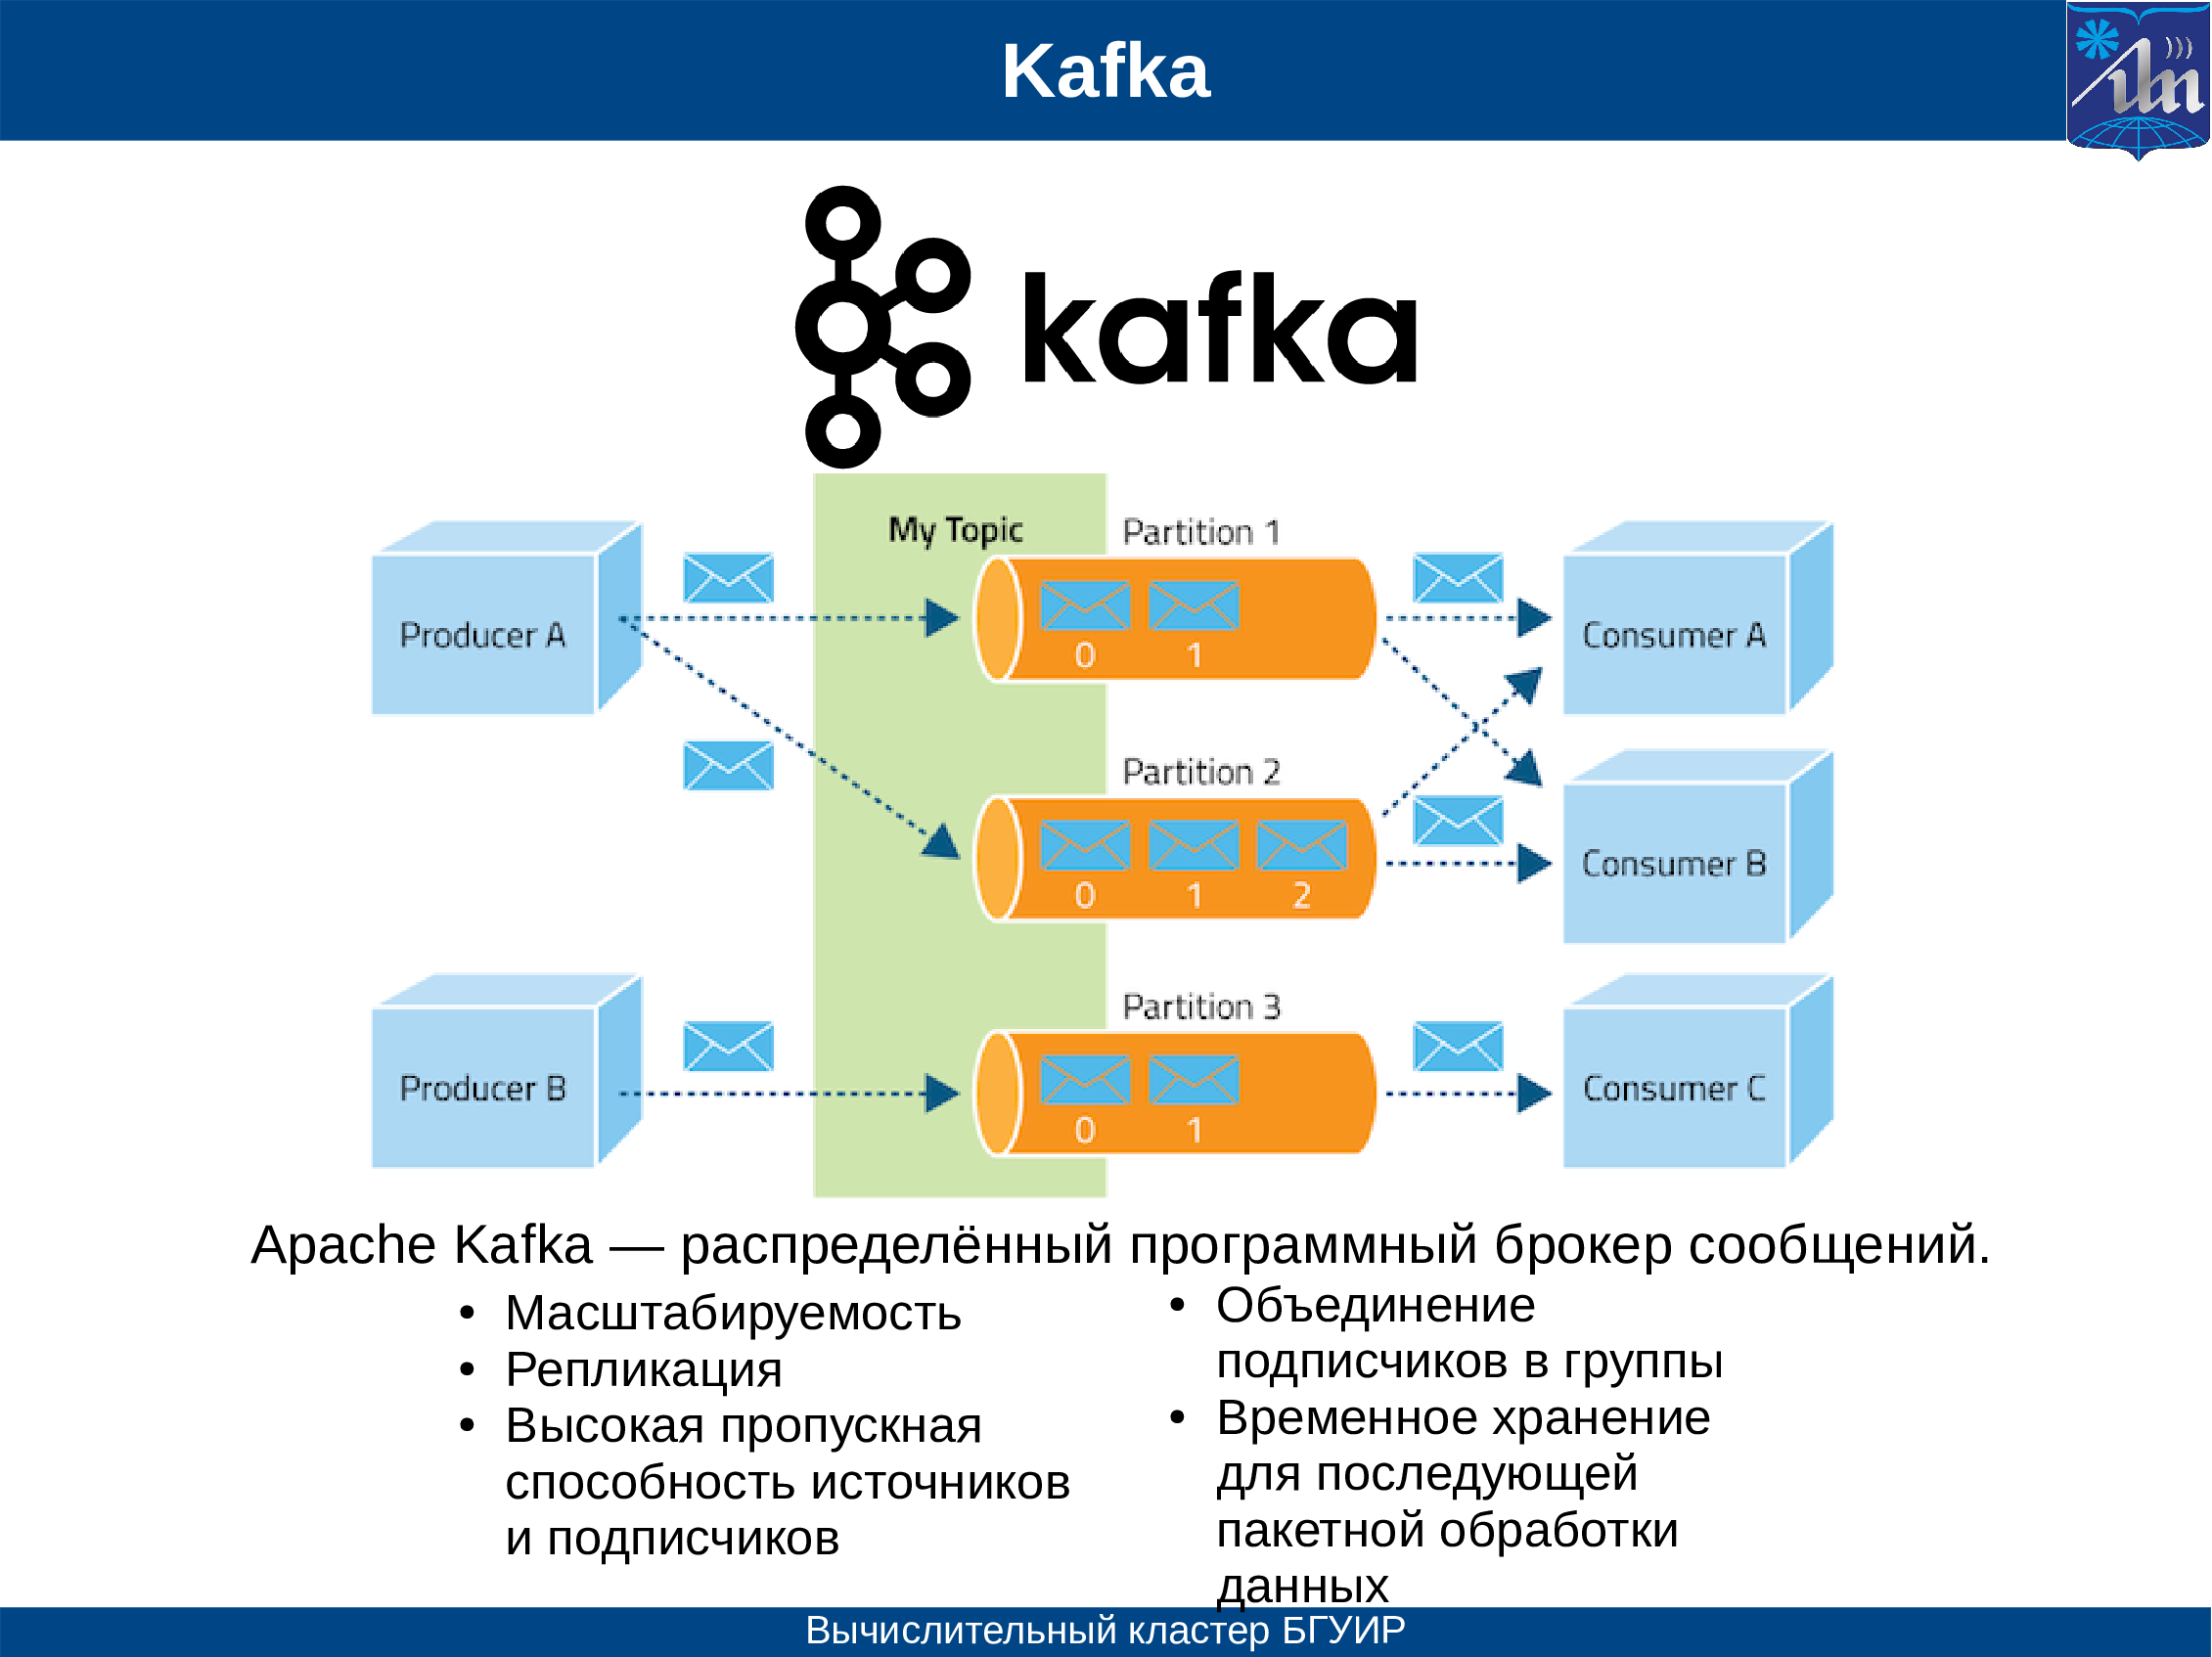 Kafka
kafka
My Topic
Partition 1
Producer A
0 1
Consumer A
Partition 2
0 1 2
Consumer B
Partition 3
Producer B
0 1
Consumer C
Apache Kafka — распределённый программный брокер сообщений.
• Масштабируемость
• Репликация
• Высокая пропускная
способность источников
и подписчиков
• Объединение
подписчиков в группы
• Временное хранение
для последующей
пакетной обработки
данных
Вычислительный кластер БГУИР